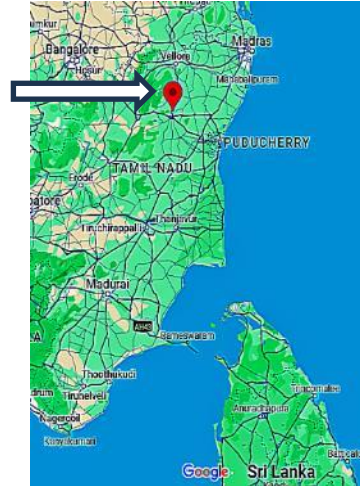 Bangalore
Hosur
Vellore
Madras
Mahabalipuram
PUDUCHERRY
TAMIL NADU
Erode
Tiruchirappalli
Thanjavur
Madurai
AH43
Rameswaram
Thoothukudi
Tirunelveli
Nagercoil
Kanyakumari
Trincomalee
Anuradhapura
Google
Sri Lanka